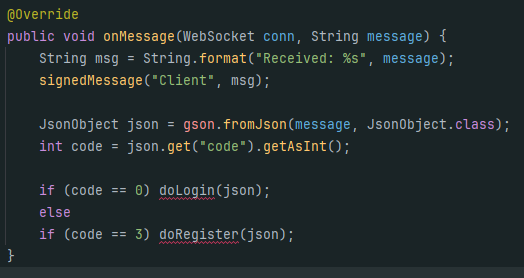 @Override
public void onMessage(WebSocket conn, String message) {
    String msg = String.format("Received: %s", message);
    signedMessage("Client", msg);

    JsonObject json = gson.fromJson(message, JsonObject.class);
    int code = json.get("code").getAsInt();

    if (code == 0) doLogin(json);
    else
    if (code == 3) doRegister(json);
}